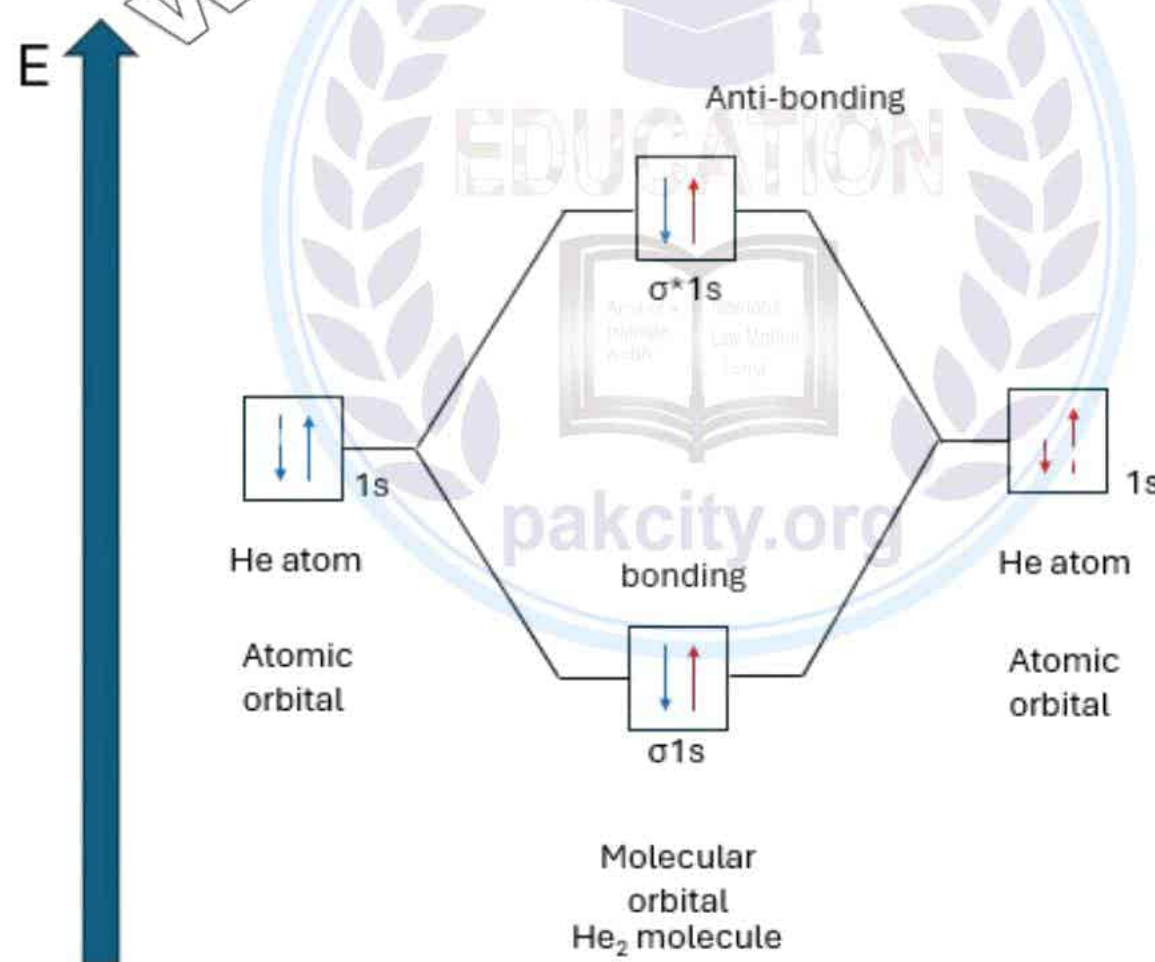 E
Anti-bonding
EDUCATION
σ*1s
1s
1s
pakcity.org
He atom
He atom
bonding
Atomic
orbital
Atomic
orbital
σ1s
Molecular
orbital
He₂ molecule